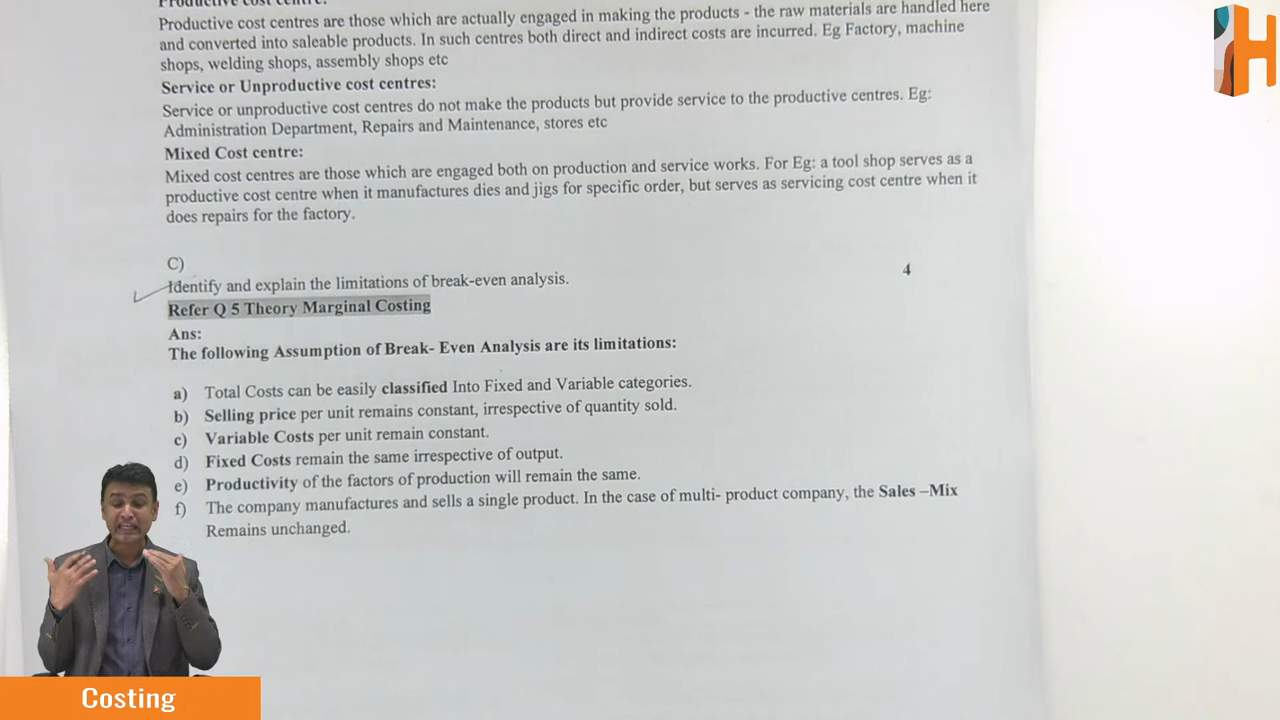 Productive cost centre:
Productive cost centres are those which are actually engaged in making the products - the raw materials are handled here
and converted into saleable products. In such centres both direct and indirect costs are incurred. Eg Factory, machine
shops, welding shops, assembly shops etc
Service or Unproductive cost centres:
Service or unproductive cost centres do not make the products but provide service to the productive centres. Eg:
Administration Department, Repairs and Maintenance, stores etc
Mixed Cost centre:
Mixed cost centres are those which are engaged both on production and service works. For Eg: a tool shop serves as a
productive cost centre when it manufactures dies and jigs for specific order, but serves as servicing cost centre when it
does repairs for the factory.
C)
Identify and explain the limitations of break-even analysis. 4
Refer Q 5 Theory Marginal Costing
Ans:
The following Assumption of Break- Even Analysis are its limitations:
a) Total Costs can be easily classified Into Fixed and Variable categories.
b) Selling price per unit remains constant, irrespective of quantity sold.
c) Variable Costs per unit remain constant.
d) Fixed Costs remain the same irrespective of output.
e) Productivity of the factors of production will remain the same.
f) The company manufactures and sells a single product. In the case of multi- product company, the Sales –Mix
Remains unchanged.
H
Costing